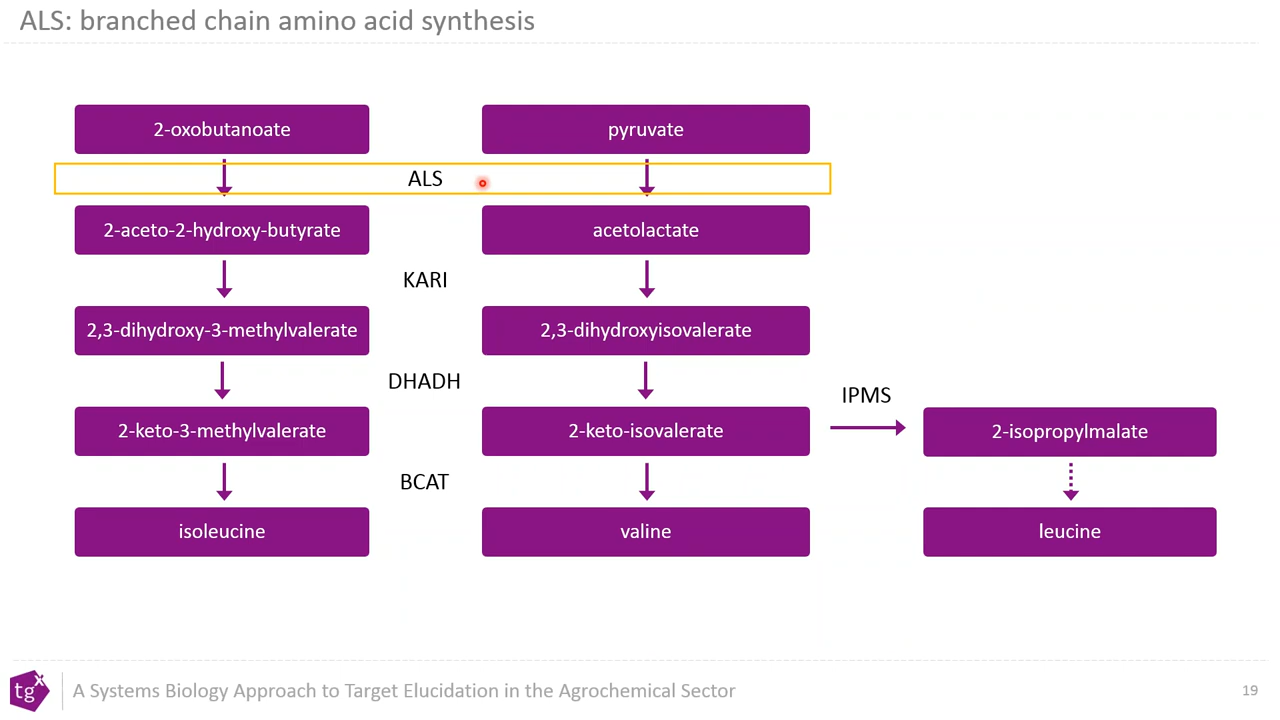 ALS: branched chain amino acid synthesis
2-oxobutanoate
pyruvate
ALS
2-aceto-2-hydroxy-butyrate
acetolactate
KARI
2,3-dihydroxy-3-methylvalerate
2,3-dihydroxyisovalerate
DHADH
IPMS
2-keto-3-methylvalerate
2-keto-isovalerate
2-isopropylmalate
BCAT
isoleucine
valine
leucine
tgx
A Systems Biology Approach to Target Elucidation in the Agrochemical Sector
19